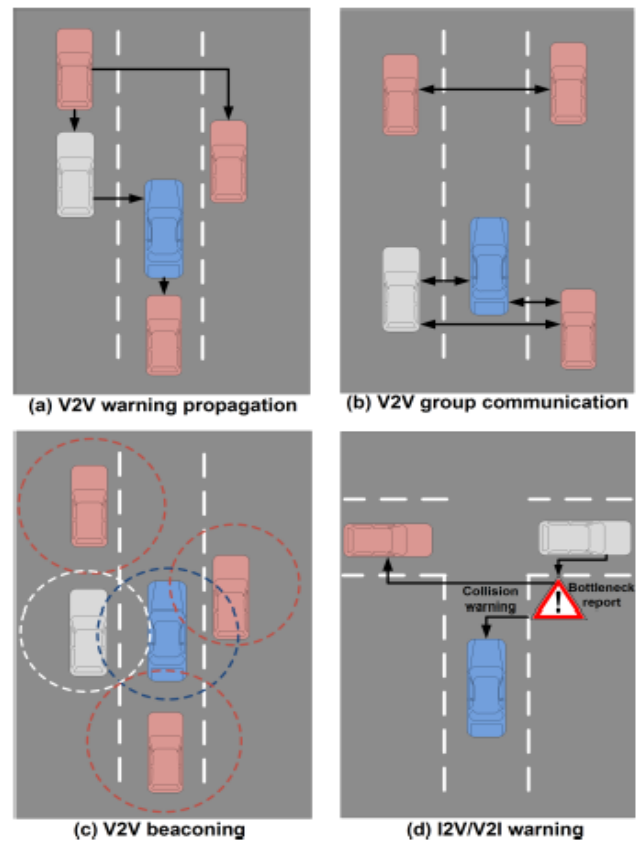 (a) V2V warning propagation
(b) V2V group communication
Collision
warning
!
Bottleneck
report
(c) V2V beaconing
(d) I2V/V2I warning